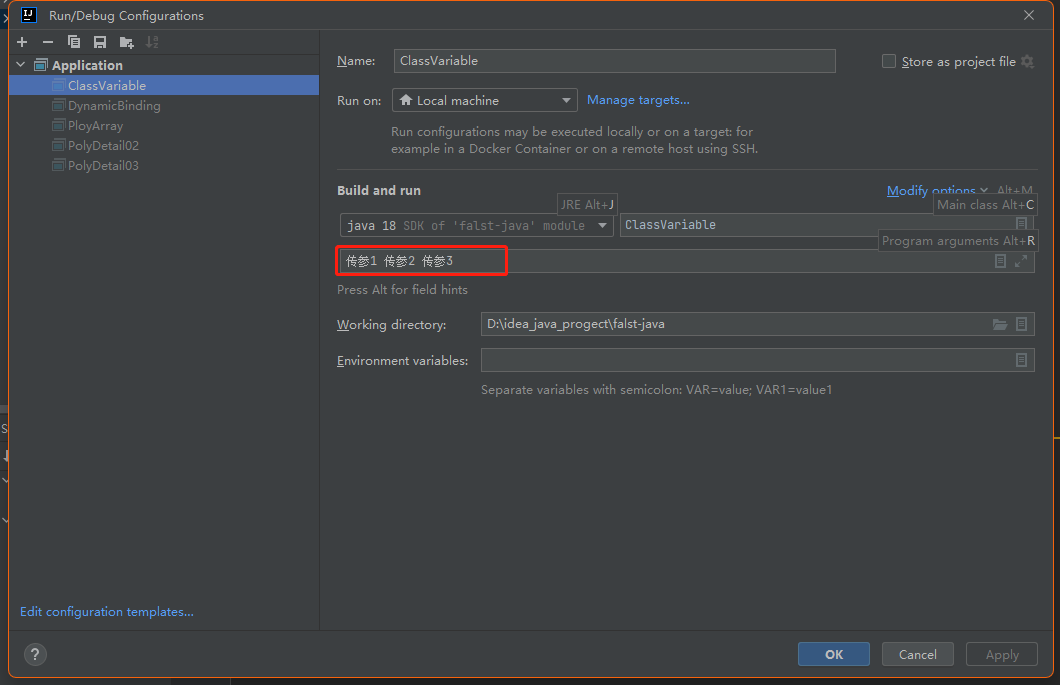 Run/Debug Configurations
Application
ClassVariable
DynamicBinding
PloyArray
PolyDetail02
PolyDetail03
Edit configuration templates...
Name: ClassVariable Store as project file
Run on: Local machine Manage targets...
Run configurations may be executed locally or on a target: for
example in a Docker Container or on a remote host using SSH.
Build and run Modify options Alt+M
JRE Alt+J Main class Alt+C
java 18 SDK of 'falst-java' module ClassVariable
Program arguments Alt+R
传参1 传参2 传参3
Press Alt for field hints
Working directory: D:\idea_java_progect\falst-java
Environment variables:
Separate variables with semicolon: VAR=value; VAR1=value1
? OK Cancel Apply